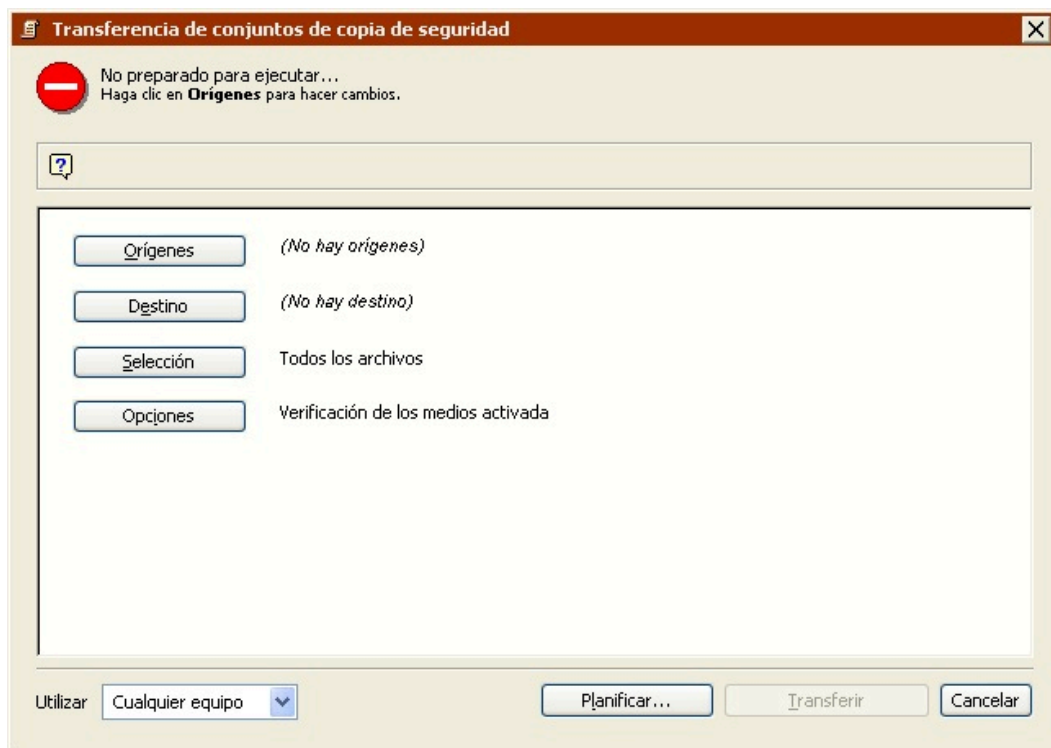 Transferencia de conjuntos de copia de seguridad
No preparado para ejecutar...
Haga clic en Orígenes para hacer cambios.
?
Orígenes (No hay orígenes)
Destino (No hay destino)
Selección Todos los archivos
Opciones Verificación de los medios activada
Utilizar Cualquier equipo Planificar... Transferir Cancelar